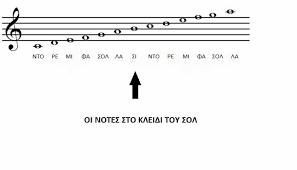 ΝΤΟ ΡΕ ΜΙ ΦΑ ΣΟΛ ΛΑ ΣΙ ΝΤΟ ΡΕ ΜΙ ΦΑ ΣΟΛ ΛΑ
ΟΙ ΝΟΤΕΣ ΣΤΟ ΚΛΕΙΔΙ ΤΟΥ ΣΟΛ